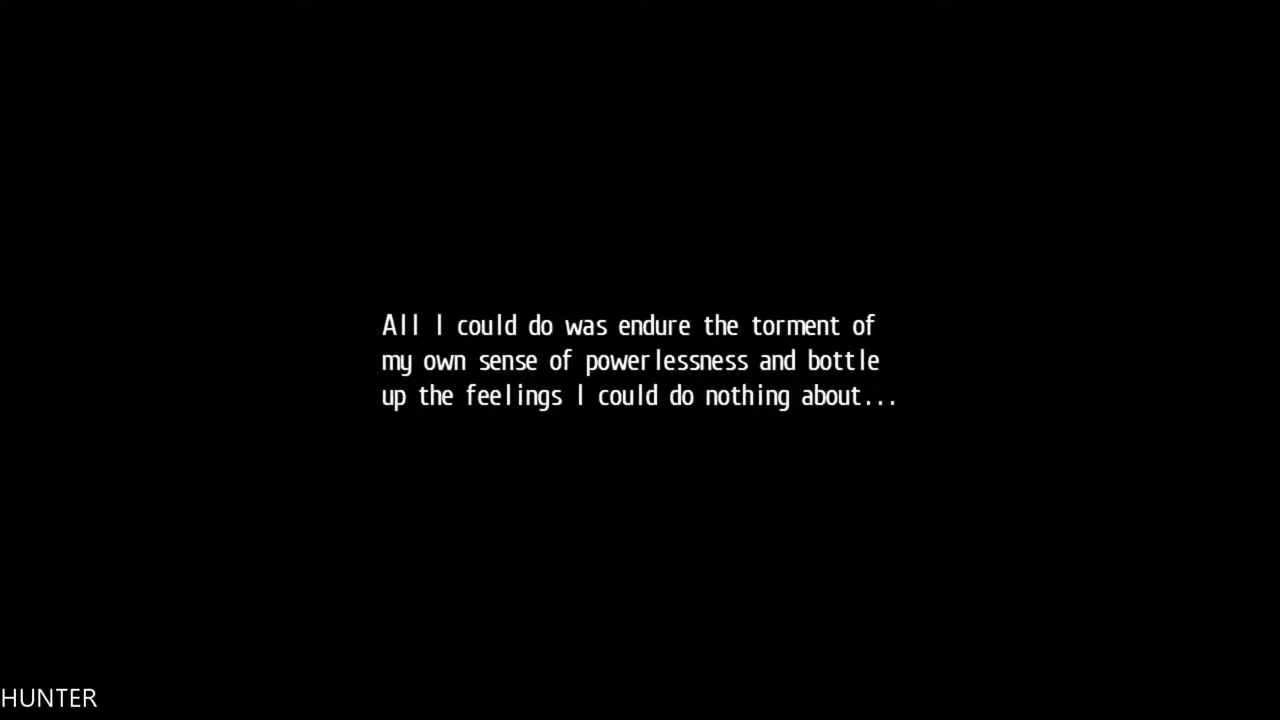 All I could do was endure the torment of
my own sense of powerlessness and bottle
up the feelings I could do nothing about...
HUNTER